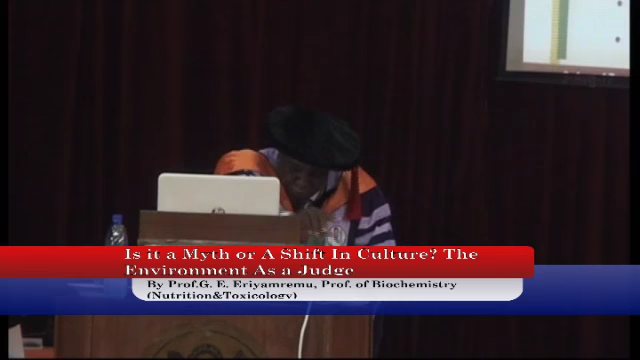 Is it a Myth or A Shift In Culture? The
Environment As a Judge
By Prof.G. E. Eriyamremu, Prof. of Biochemistry
(Nutrition&Toxicology)